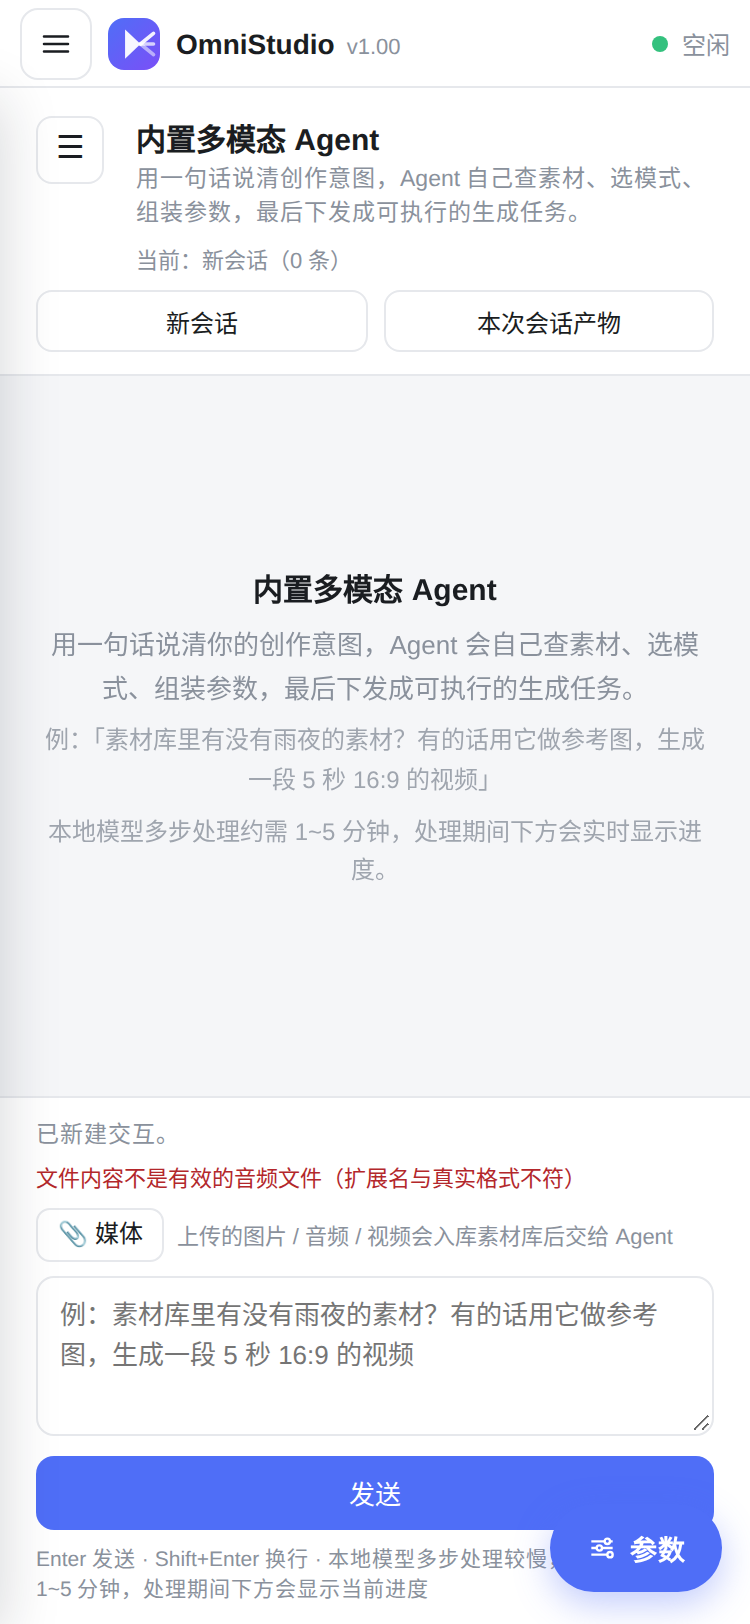 OmniStudio v1.00
空闲
内置多模态 Agent
用一句话说清创作意图，Agent 自己查素材、选模式、
组装参数，最后下发成可执行的生成任务。
当前：新会话（0 条）
新会话
本次会话产物
内置多模态 Agent
用一句话说清你的创作意图，Agent 会自己查素材、选模
式、组装参数，最后下发成可执行的生成任务。
例：「素材库里有没有雨夜的素材？有的话用它做参考图，生成
一段 5 秒 16:9 的视频」
本地模型多步处理约需 1~5 分钟，处理期间下方会实时显示进
度。
已新建交互。
文件内容不是有效的音频文件（扩展名与真实格式不符）
媒体
上传的图片 / 音频 / 视频会入库素材库后交给 Agent
例：素材库里有没有雨夜的素材？有的话用它做参考
图，生成一段 5 秒 16:9 的视频
发送
参数
Enter 发送 · Shift+Enter 换行 · 本地模型多步处理较慢
1~5 分钟，处理期间下方会显示当前进度